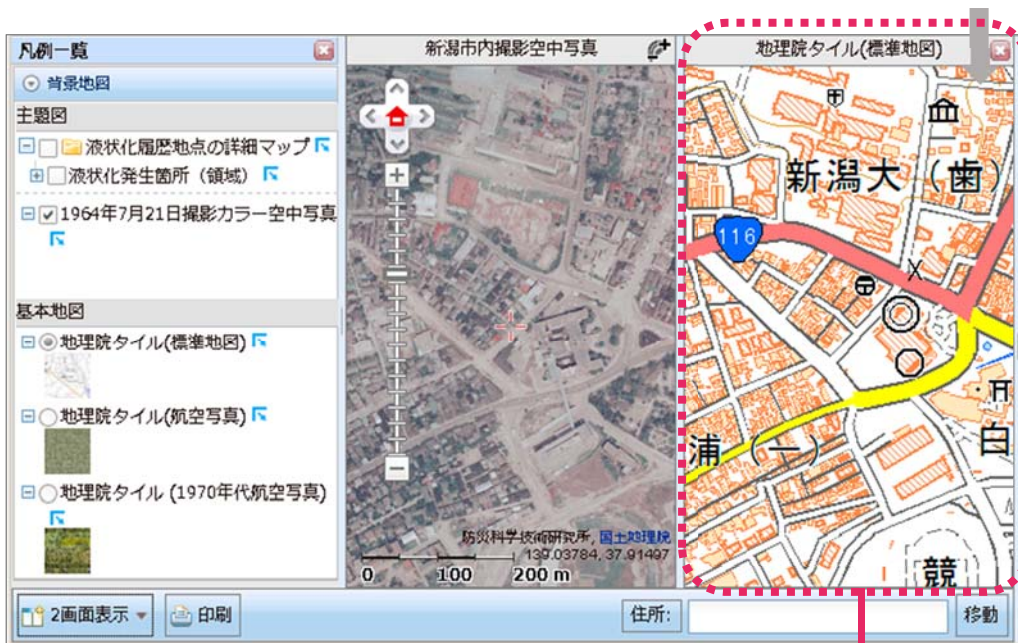 凡例一覧
背景地図
主題図
液状化履歴地点の詳細マップ
液状化発生箇所（領域）
1964年7月21日撮影カラー空中写真
基本地図
地理院タイル(標準地図)
地理院タイル(航空写真)
地理院タイル (1970年代航空写真)
新潟市内撮影空中写真
防災科学技術研究所, 国土地理院
139.03784, 37.91497
0 100 200 m
地理院タイル(標準地図)
新潟大（歯）
116
浦（一）
白
競
2画面表示
印刷
住所:
移動